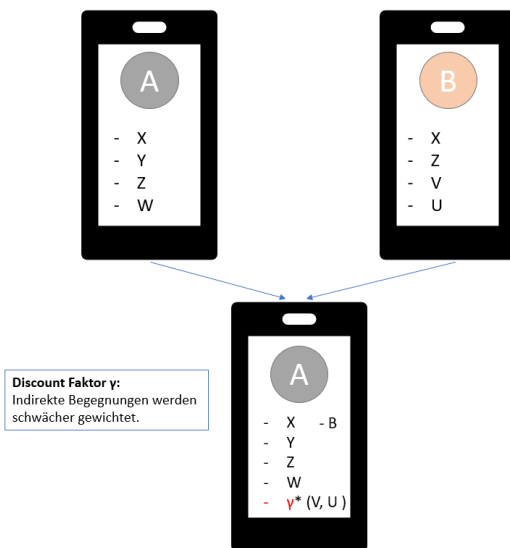 A
- X
- Y
- Z
- W
B
- X
- Z
- V
- U
Discount Faktor γ:
Indirekte Begegnungen werden
schwächer gewichtet.
A
- X - B
- Y
- Z
- W
- γ* (V, U )